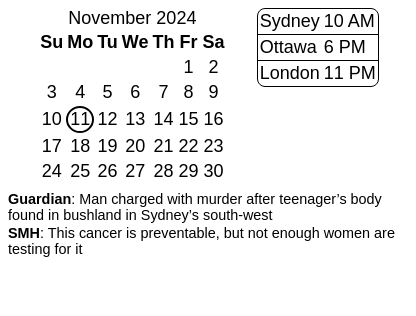 November 2024
Su Mo Tu We Th Fr Sa
1 2
3 4 5 6 7 8 9
10 11 12 13 14 15 16
17 18 19 20 21 22 23
24 25 26 27 28 29 30
Sydney 10 AM
Ottawa 6 PM
London 11 PM
Guardian: Man charged with murder after teenager’s body
found in bushland in Sydney’s south-west
SMH: This cancer is preventable, but not enough women are
testing for it